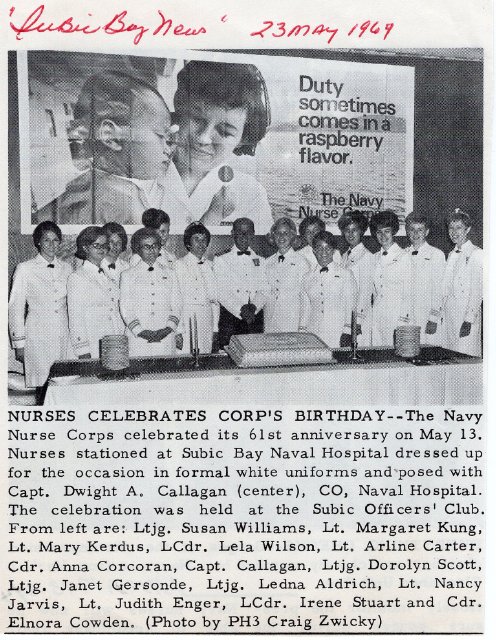 "Subic Bay News" 23 MAY 1969
Duty
sometimes
comes in a
raspberry
flavor.
The Navy
Nurse Corps
NURSES CELEBRATES CORP'S BIRTHDAY--The Navy
Nurse Corps celebrated its 61st anniversary on May 13.
Nurses stationed at Subic Bay Naval Hospital dressed up
for the occasion in formal white uniforms and posed with
Capt. Dwight A. Callagan (center), CO, Naval Hospital.
The celebration was held at the Subic Officers' Club.
From left are: Ltjg. Susan Williams, Lt. Margaret Kung,
Lt. Mary Kerdus, LCdr. Lela Wilson, Lt. Arline Carter,
Cdr. Anna Corcoran, Capt. Callagan, Ltjg. Dorolyn Scott,
Ltjg. Janet Gersonde, Ltjg. Ledna Aldrich, Lt. Nancy
Jarvis, Lt. Judith Enger, LCdr. Irene Stuart and Cdr.
Elnora Cowden. (Photo by PH3 Craig Zwicky)